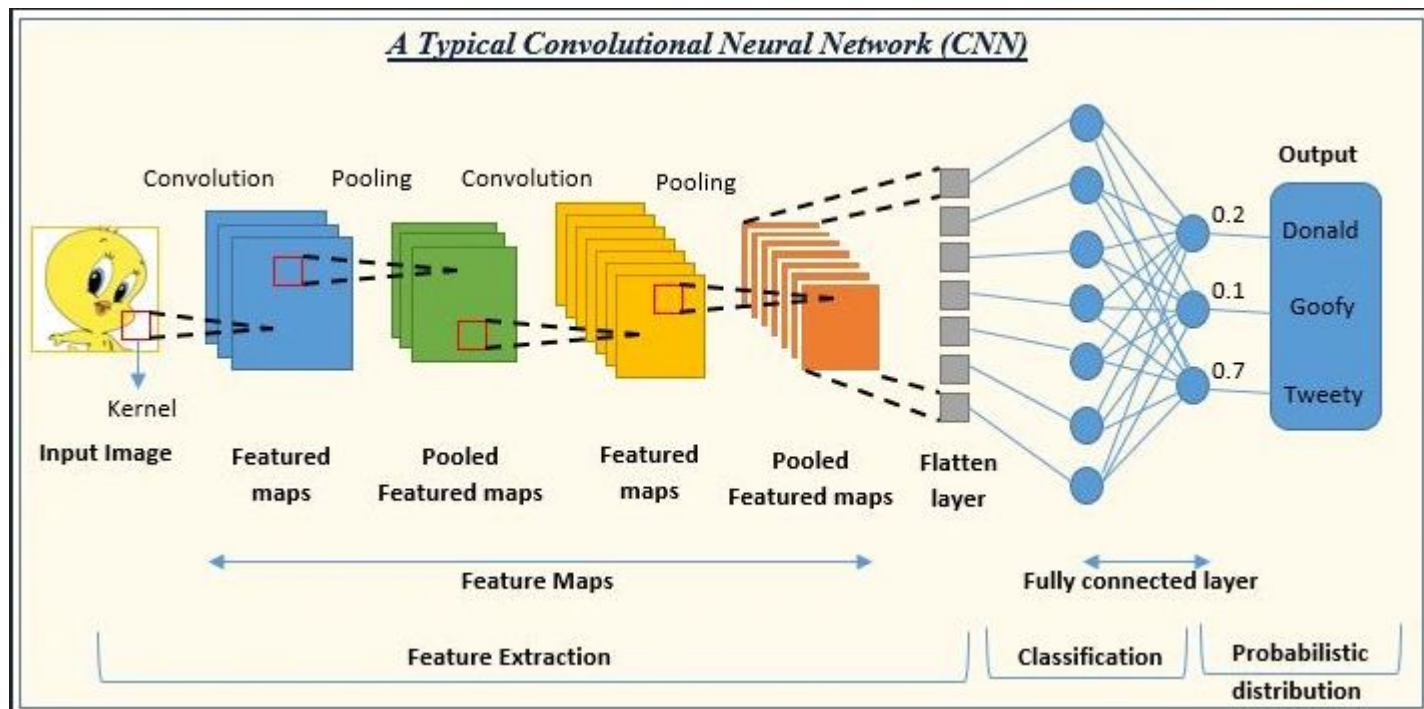 A Typical Convolutional Neural Network (CNN)
Convolution
Pooling
Convolution
Pooling
Output
0.2
Donald
0.1
Goofy
0.7
Tweety
Kernel
Input Image
Featured
maps
Pooled
Featured maps
Featured
maps
Pooled
Featured maps
Flatten
layer
Feature Maps
Fully connected layer
Feature Extraction
Classification
Probabilistic
distribution